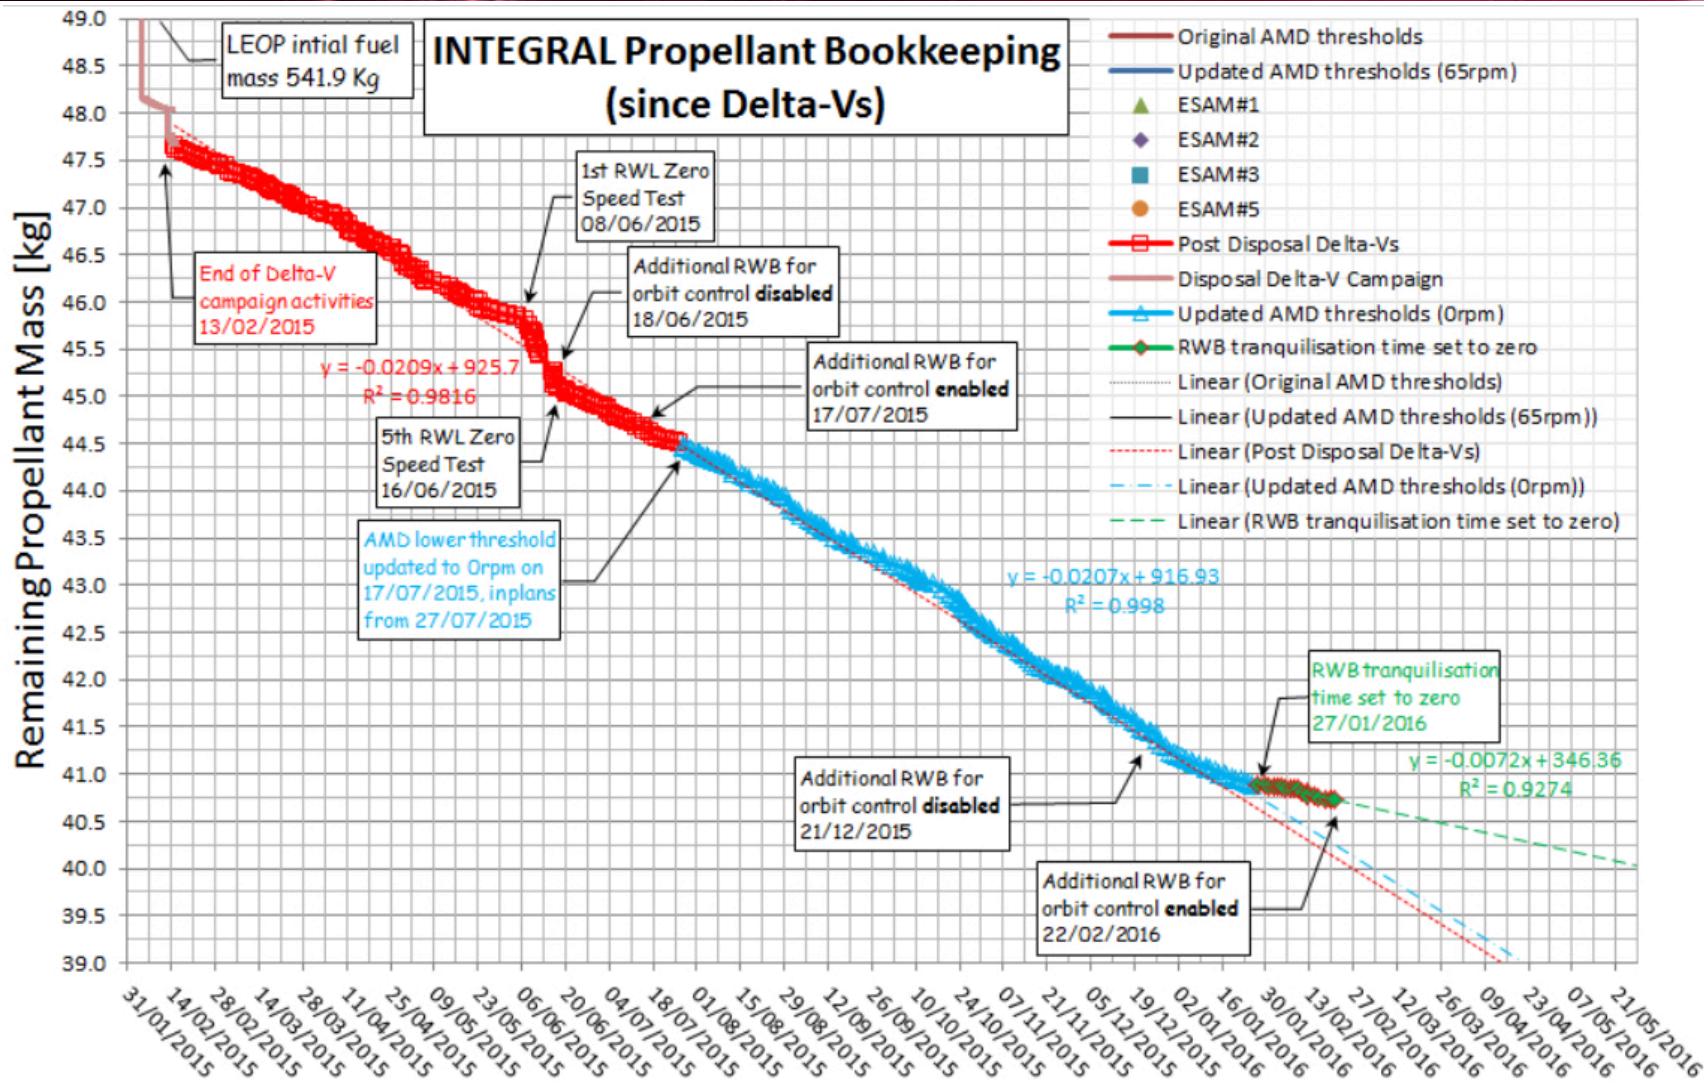 INTEGRAL Propellant Bookkeeping
(since Delta-Vs)
Remaining Propellant Mass [kg]
49.0
48.5
48.0
47.5
47.0
46.5
46.0
45.5
45.0
44.5
44.0
43.5
43.0
42.5
42.0
41.5
41.0
40.5
40.0
39.5
39.0
LEOP intial fuel
mass 541.9 Kg
End of Delta-V
campaign activities
13/02/2015
1st RWL Zero
Speed Test
08/06/2015
Additional RWB for
orbit control disabled
18/06/2015
y = -0.0209x + 925.7
R² = 0.9816
Additional RWB for
orbit control enabled
17/07/2015
5th RWL Zero
Speed Test
16/06/2015
AMD lower threshold
updated to 0rpm on
17/07/2015, inplans
from 27/07/2015
y = -0.0207x + 916.93
R² = 0.998
RWB tranquilisation
time set to zero
27/01/2016
y = -0.0072x + 346.36
R² = 0.9274
Additional RWB for
orbit control disabled
21/12/2015
Additional RWB for
orbit control enabled
22/02/2016
Original AMD thresholds
Updated AMD thresholds (65rpm)
ESAM#1
ESAM#2
ESAM#3
ESAM#5
Post Disposal Delta-Vs
Disposal Delta-V Campaign
Updated AMD thresholds (0rpm)
RWB tranquilisation time set to zero
Linear (Original AMD thresholds)
Linear (Updated AMD thresholds (65rpm))
Linear (Post Disposal Delta-Vs)
Linear (Updated AMD thresholds (0rpm))
Linear (RWB tranquilisation time set to zero)
31/01/2015
14/02/2015
28/02/2015
14/03/2015
28/03/2015
11/04/2015
25/04/2015
09/05/2015
23/05/2015
06/06/2015
20/06/2015
04/07/2015
18/07/2015
01/08/2015
15/08/2015
29/08/2015
12/09/2015
26/09/2015
10/10/2015
24/10/2015
07/11/2015
21/11/2015
05/12/2015
19/12/2015
02/01/2016
16/01/2016
30/01/2016
13/02/2016
27/02/2016
12/03/2016
26/03/2016
09/04/2016
23/04/2016
07/05/2016
21/05/2016